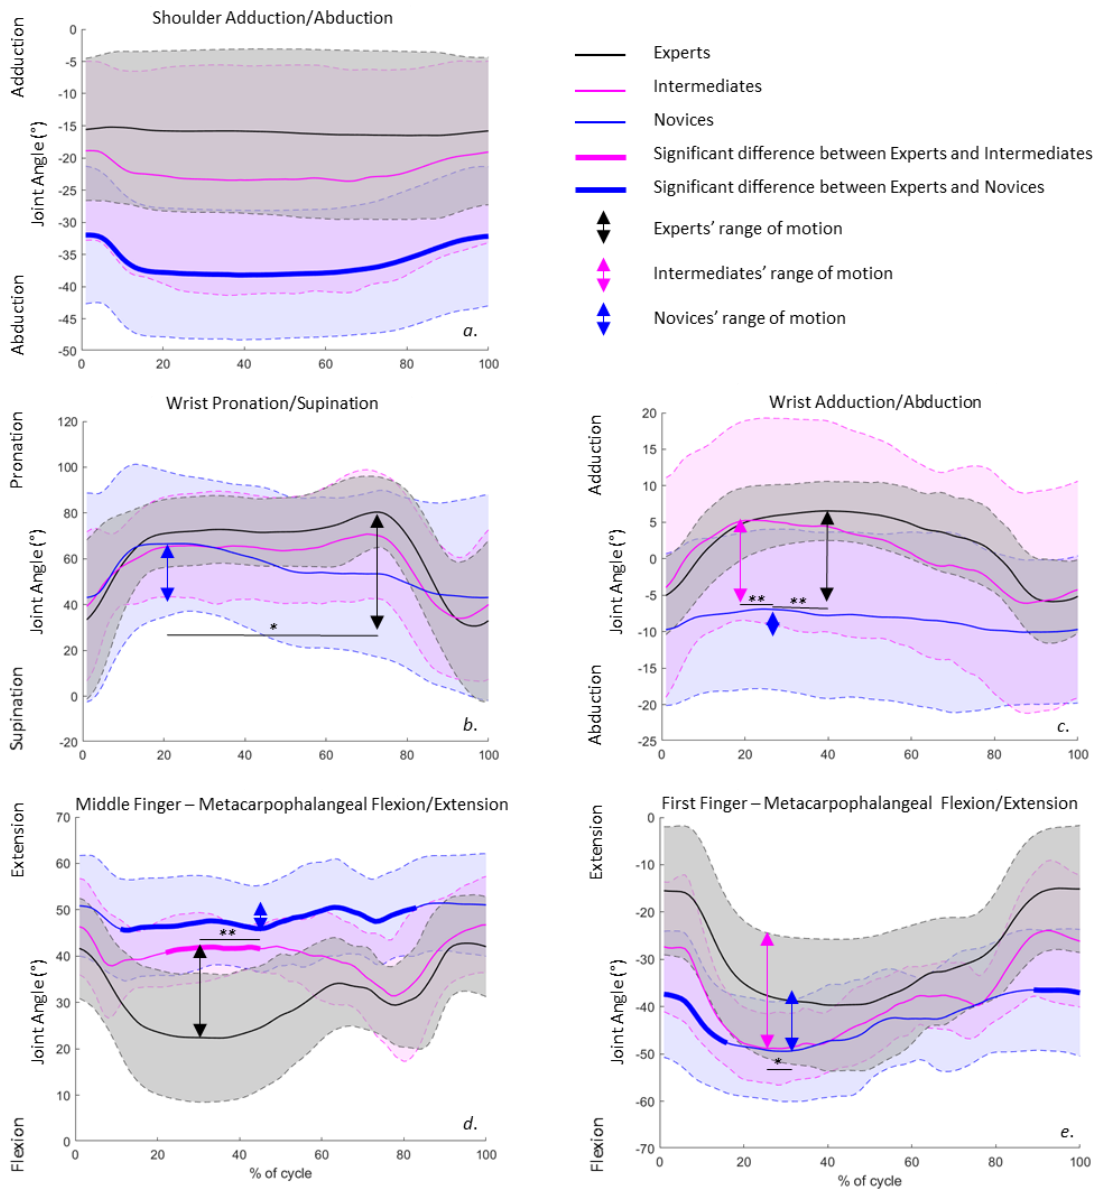 Shoulder Adduction/Abduction
Adduction
Joint Angle (°)
Abduction
0
-5
-10
-15
-20
-25
-30
-35
-40
-45
-50
0 20 40 60 80 100
a.
Experts
Intermediates
Novices
Significant difference between Experts and Intermediates
Significant difference between Experts and Novices
Experts' range of motion
Intermediates' range of motion
Novices' range of motion
Wrist Pronation/Supination
Pronation
Joint Angle (°)
Supination
120
100
80
60
40
20
0
-20
0 20 40 60 80 100
*
b.
Wrist Adduction/Abduction
Adduction
Joint Angle (°)
Abduction
20
15
10
5
0
-5
-10
-15
-20
-25
0 20 40 60 80 100
** **
c.
Middle Finger – Metacarpophalangeal Flexion/Extension
Extension
Joint Angle (°)
Flexion
70
60
50
40
30
20
10
0
0 20 40 60 80 100
% of cycle
**
d.
First Finger – Metacarpophalangeal Flexion/Extension
Extension
Joint Angle (°)
Flexion
0
-10
-20
-30
-40
-50
-60
-70
0 20 40 60 80 100
% of cycle
*
e.